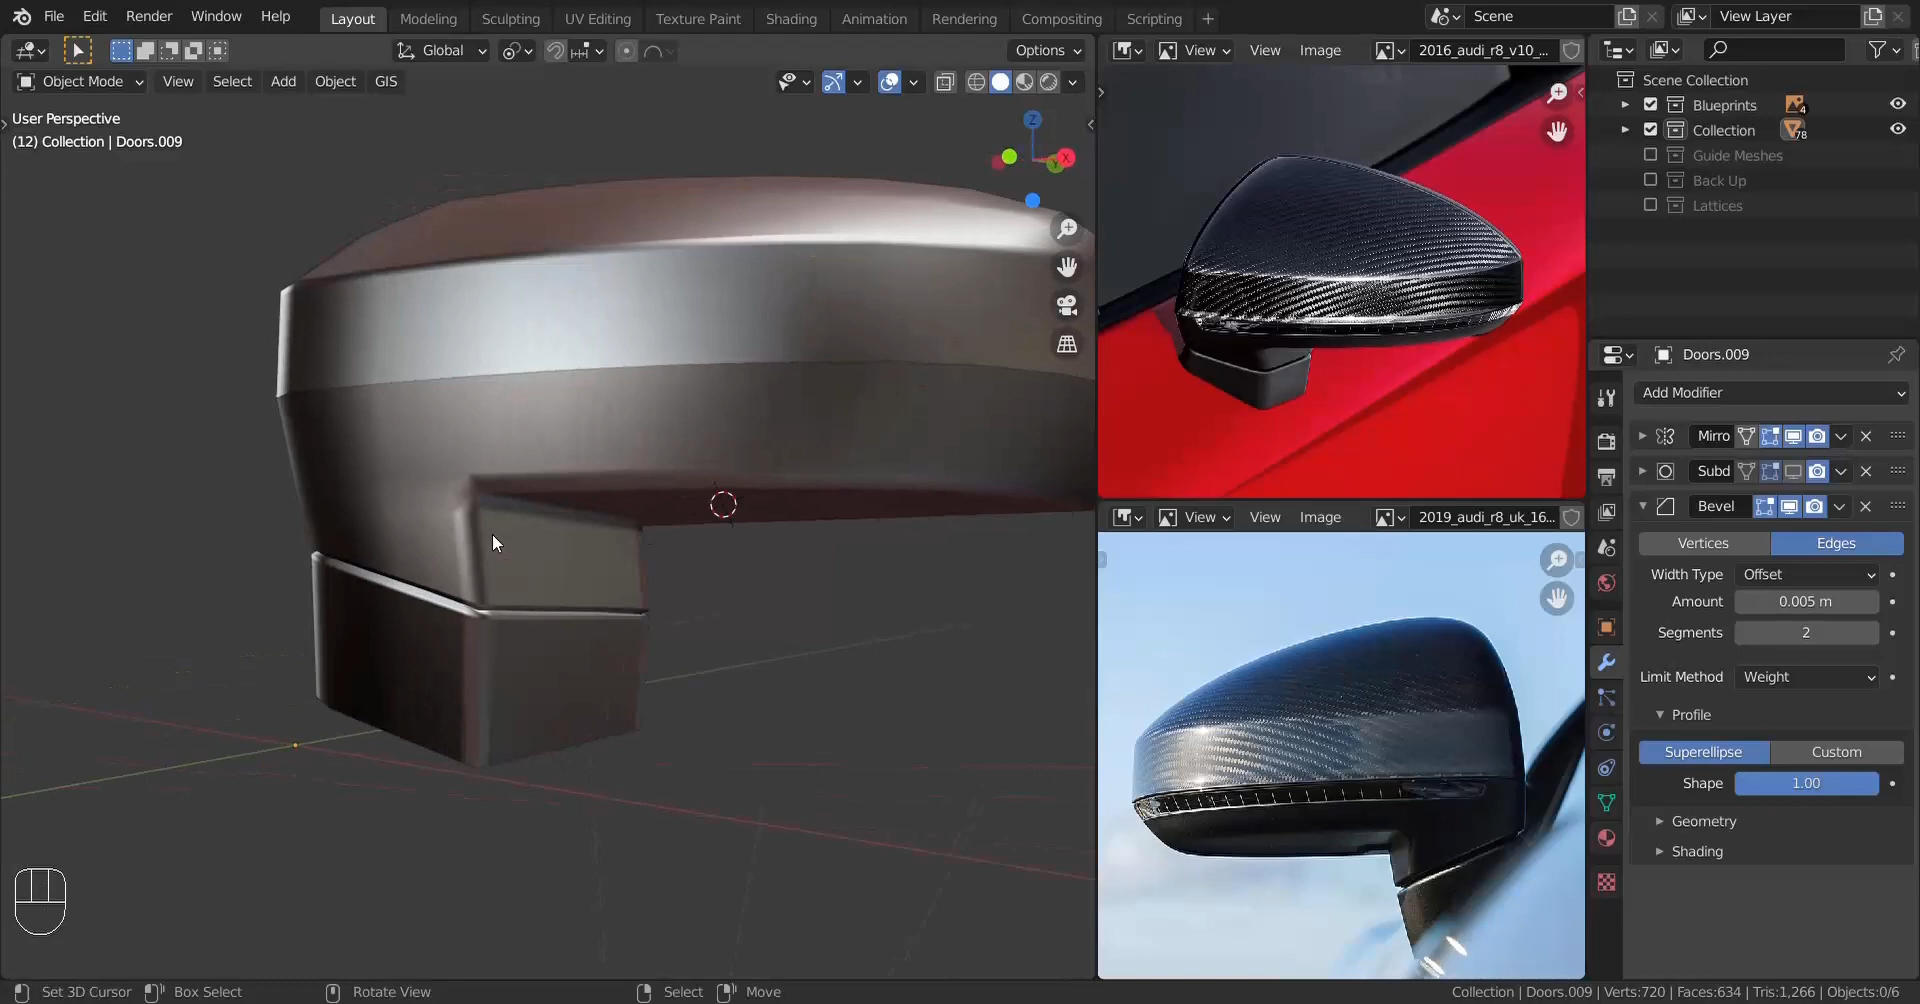 File Edit Render Window Help Layout Modeling Sculpting UV Editing Texture Paint Shading Animation Rendering Compositing Scripting + Scene View Layer
Global Options
Object Mode View Select Add Object GIS
User Perspective
(12) Collection | Doors.009
Z
X
Y
View View Image 2016_audi_r8_v10_...
View View Image 2019_audi_r8_uk_16...
Scene Collection
Blueprints 4
Collection 78
Guide Meshes
Back Up
Lattices
Doors.009
Add Modifier
Mirro
Subd
Bevel
Vertices Edges
Width Type Offset
Amount 0.005 m
Segments 2
Limit Method Weight
Profile
Superellipse Custom
Shape 1.00
Geometry
Shading
Set 3D Cursor Box Select Rotate View Select Move Collection | Doors.009 | Verts:720 | Faces:634 | Tris:1,266 | Objects:0/6